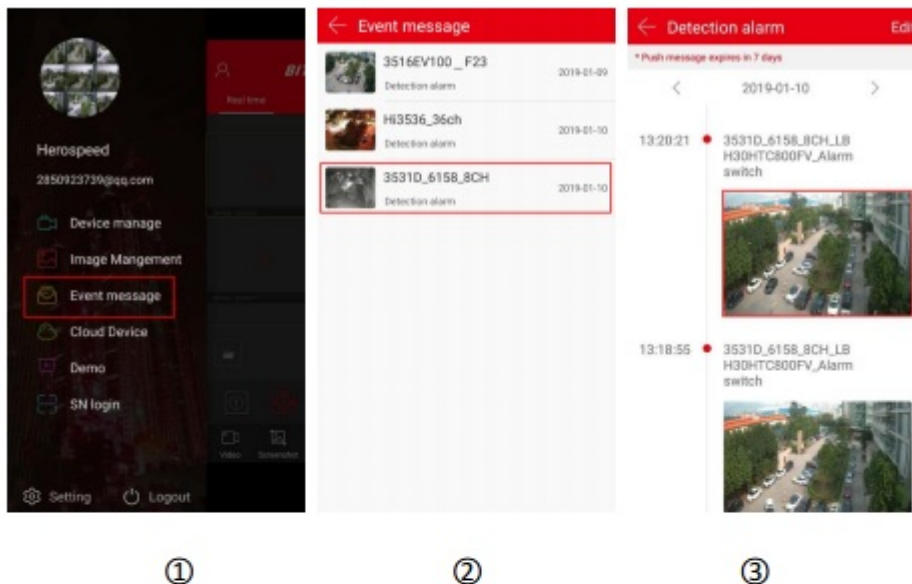 Herospeed
2850923739@qq.com
Device manage
Image Mangement
Event message
Cloud Device
Demo
SN login
Setting
Logout
Real time
Video
Screenshot
①
Event message
3516EV100 _ F23
Detection alarm
2019-01-09
Hi3536_36ch
Detection alarm
2019-01-10
3531D_6158_8CH
Detection alarm
2019-01-10
②
Detection alarm
Edi
* Push message expires in 7 days
2019-01-10
13:20:21
3531D_6158_8CH_LB
H30HTC800FV_Alarm
switch
13:18:55
3531D_6158_8CH_LB
H30HTC800FV_Alarm
switch
③